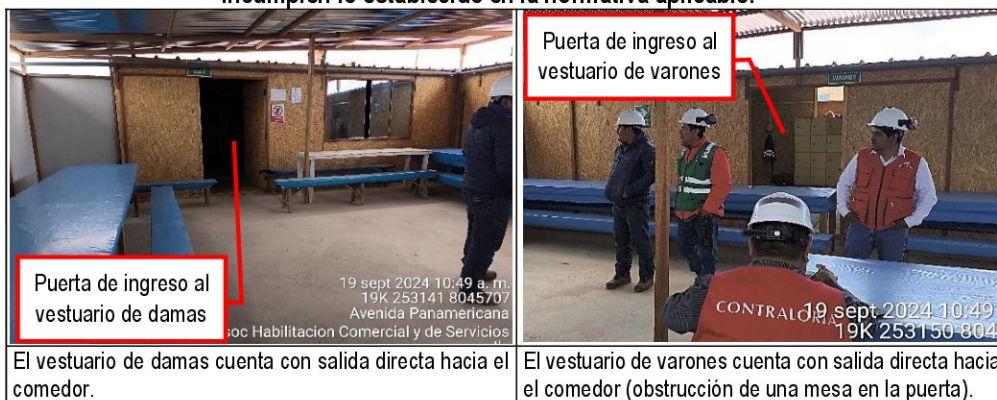 incumplen lo establecido en la normativa aplicable.
Puerta de ingreso al
vestuario de damas
19 sept 2024 10:49 a. m.
19K 253141 8045707
Avenida Panamericana
soc Habilitacion Comercial y de Servicios
Puerta de ingreso al
vestuario de varones
VARONES
CONTRALORIA
19 sept 2024 10:49
19K 253150 804
El vestuario de damas cuenta con salida directa hacia el
comedor.
El vestuario de varones cuenta con salida directa hacia
el comedor (obstrucción de una mesa en la puerta).